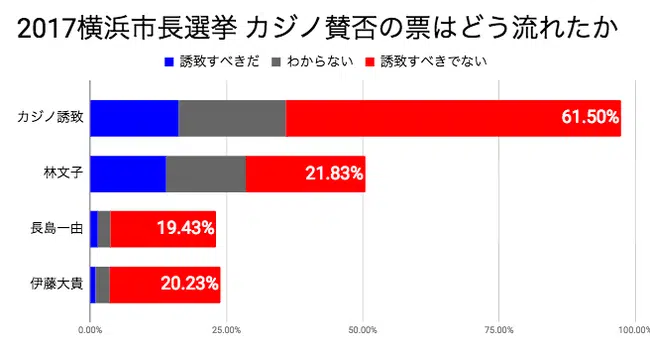 2017横浜市長選挙 カジノ賛否の票はどう流れたか
誘致すべきだ わからない 誘致すべきでない
カジノ誘致 61.50%
林文子 21.83%
長島一由 19.43%
伊藤大貴 20.23%
0.00% 25.00% 50.00% 75.00% 100.00%